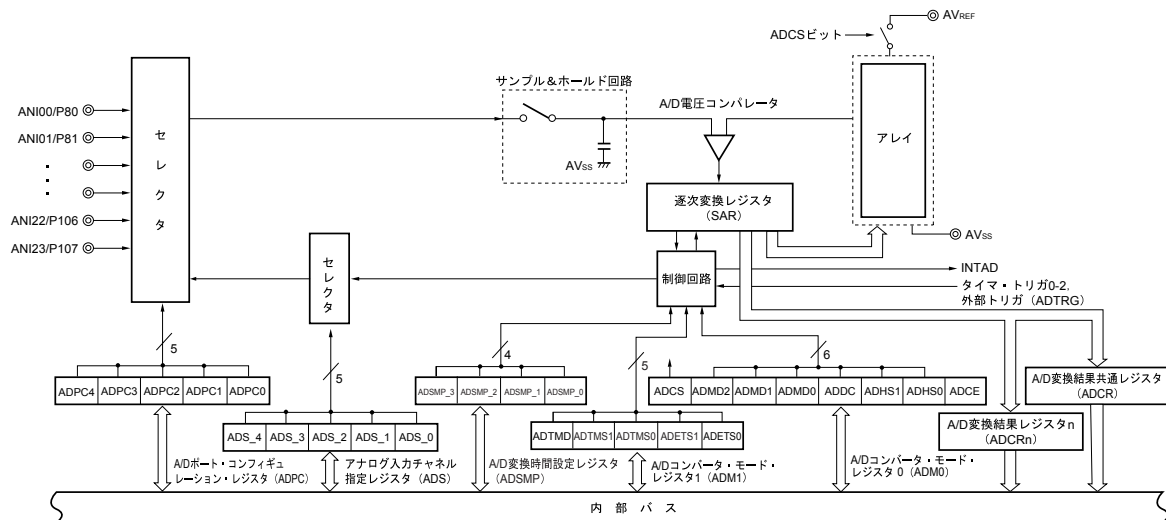 AVREF
ADCSビット
サンプル＆ホールド回路
A/D電圧コンパレータ
ANI00/P80
ANI01/P81
・
・
・
ANI22/P106
ANI23/P107
セレクタ
AVSS
アレイ
逐次変換レジスタ
(SAR)
AVSS
セレクタ
制御回路
INTAD
タイマ・トリガ0-2,
外部トリガ（ADTRG）
5
5
4
5
6
ADPC4 ADPC3 ADPC2 ADPC1 ADPC0
ADS_4 ADS_3 ADS_2 ADS_1 ADS_0
ADSMP_3 ADSMP_2 ADSMP_1 ADSMP_0
ADTMD ADTMS1 ADTMS0 ADETS1 ADETS0
ADCS ADMD2 ADMD1 ADMD0 ADC ADHS1 ADHS0 ADCE
A/D変換結果共通レジスタ
(ADCR)
A/D変換結果レジスタn
(ADCRn)
A/Dポート・コンフィギュ
レーション・レジスタ（ADPC）
アナログ入力チャネル
指定レジスタ（ADS）
A/D変換時間設定レジスタ
（ADSMP）
A/Dコンバータ・モード・
レジスタ1（ADM1）
A/Dコンバータ・モード・
レジスタ 0（ADM0）
内 部 バ ス